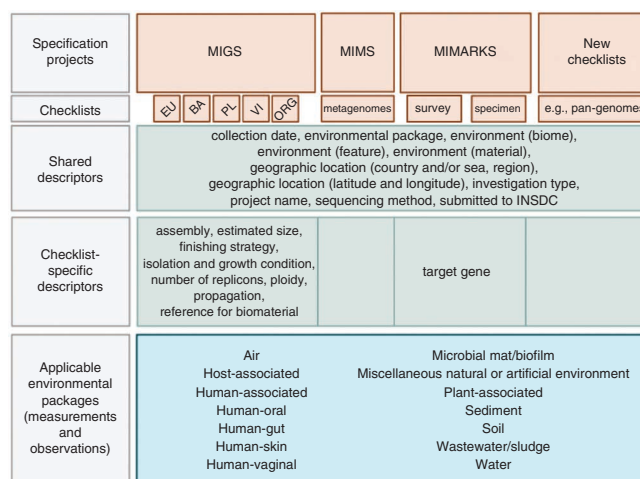 Specification
projects
MIGS
MIMS
MIMARKS
New
checklists
Checklists
EU
BA
PL
VI
ORG
metagenomes
survey
specimen
e.g., pan-genomes
Shared
descriptors
collection date, environmental package, environment (biome),
environment (feature), environment (material),
geographic location (country and/or sea, region),
geographic location (latitude and longitude), investigation type,
project name, sequencing method, submitted to INSDC
Checklist-
specific
descriptors
assembly, estimated size,
finishing strategy,
isolation and growth condition,
number of replicons, ploidy,
propagation,
reference for biomaterial
target gene
Applicable
environmental
packages
(measurements
and
observations)
Air
Host-associated
Human-associated
Human-oral
Human-gut
Human-skin
Human-vaginal
Microbial mat/biofilm
Miscellaneous natural or artificial environment
Plant-associated
Sediment
Soil
Wastewater/sludge
Water